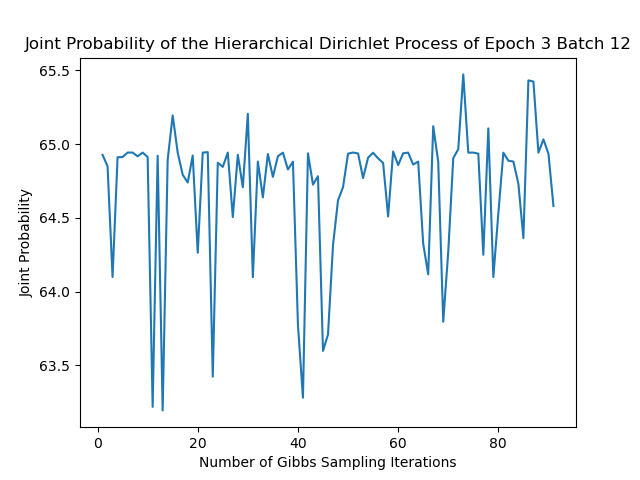 Joint Probability of the Hierarchical Dirichlet Process of Epoch 3 Batch 12
65.5
65.0
64.5
64.0
63.5
Joint Probability
0 20 40 60 80
Number of Gibbs Sampling Iterations